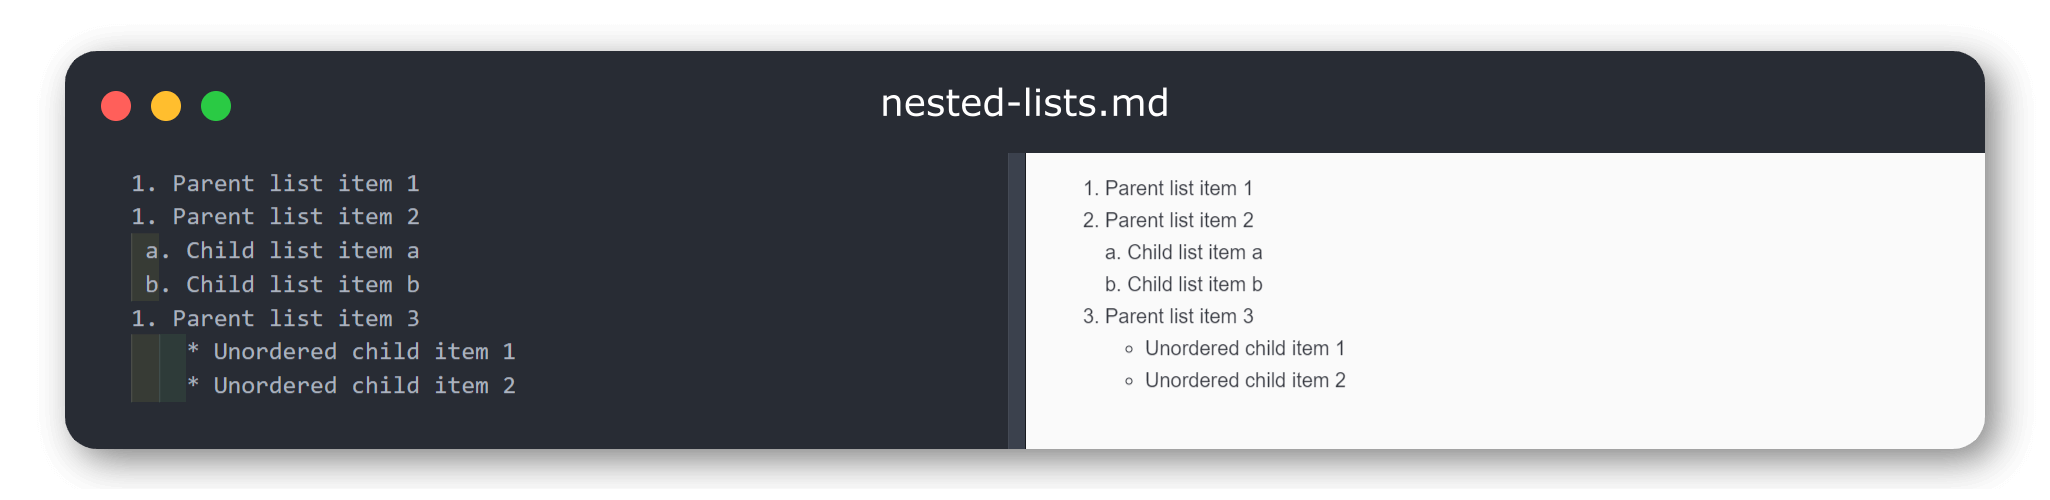 nested-lists.md
1. Parent list item 1
1. Parent list item 2
 a. Child list item a
 b. Child list item b
1. Parent list item 3
    * Unordered child item 1
    * Unordered child item 2
1. Parent list item 1
2. Parent list item 2
a. Child list item a
b. Child list item b
3. Parent list item 3
◦ Unordered child item 1
◦ Unordered child item 2